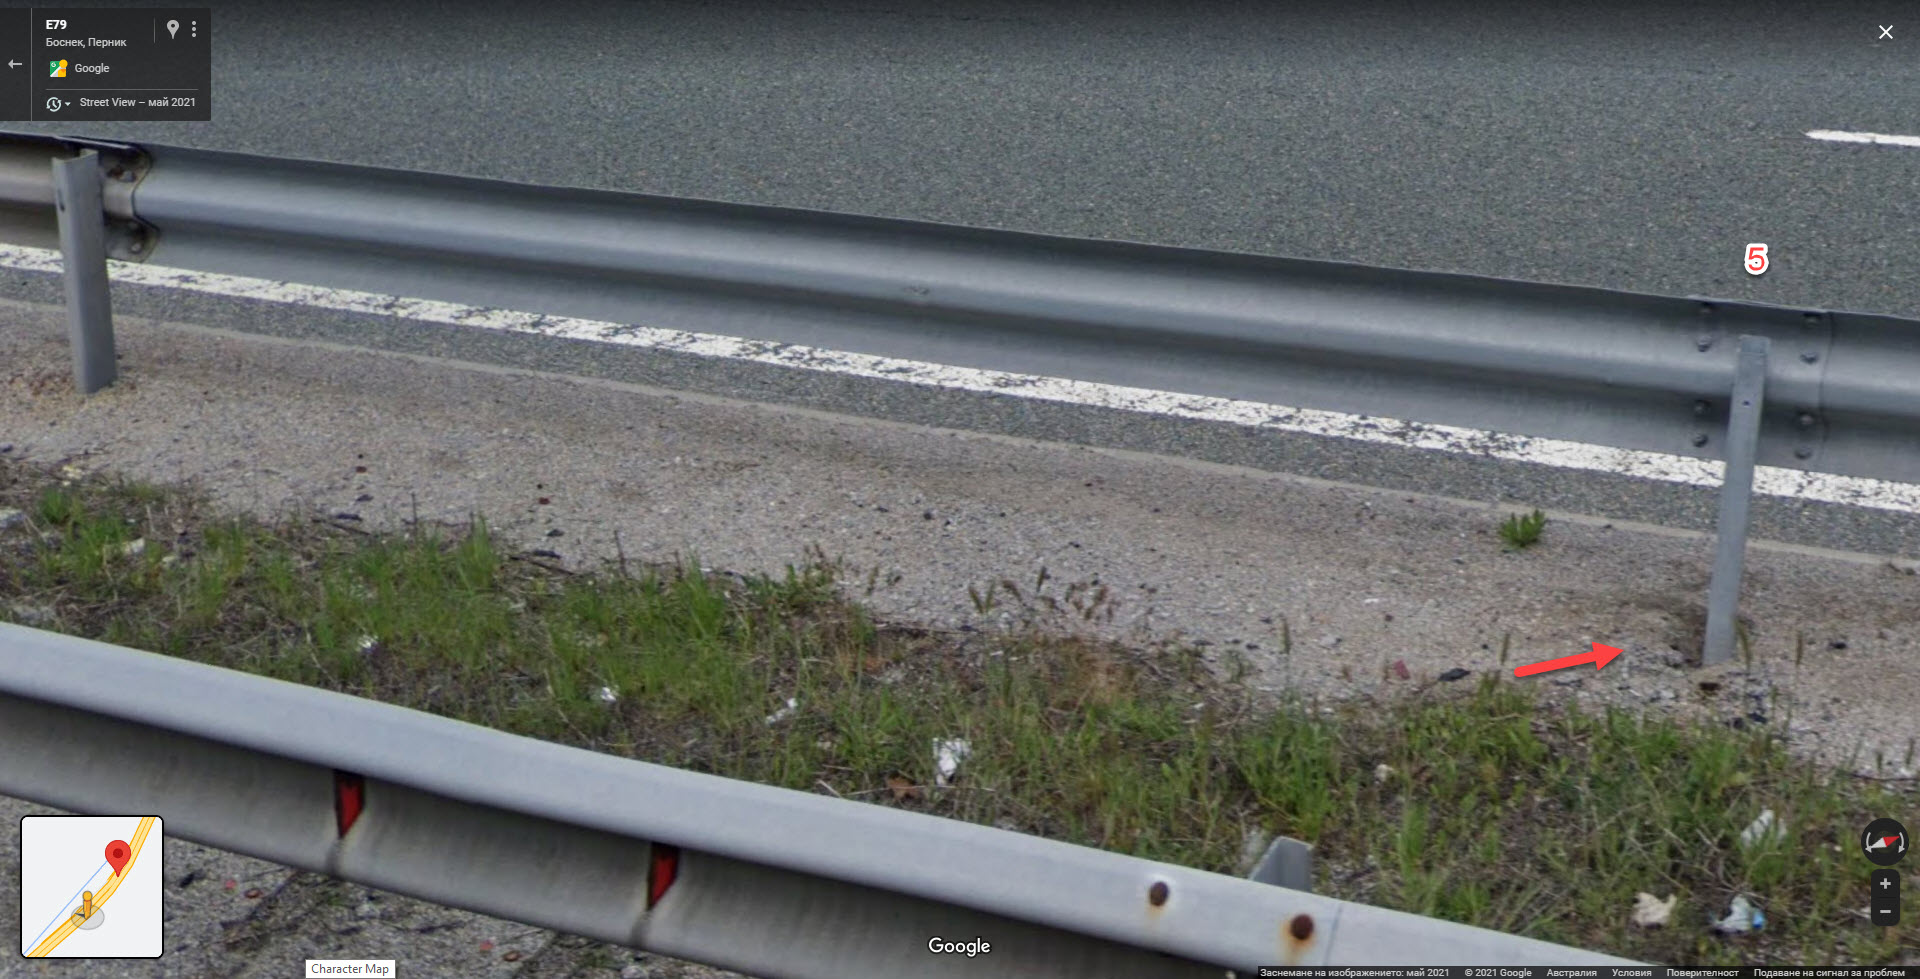 E79
Боснек, Перник
Google
Street View – май 2021
5
Google
Character Map
Заснемане на изображението: май 2021 © 2021 Google Австралия Условия Поверителност Подаване на сигнал за проблем